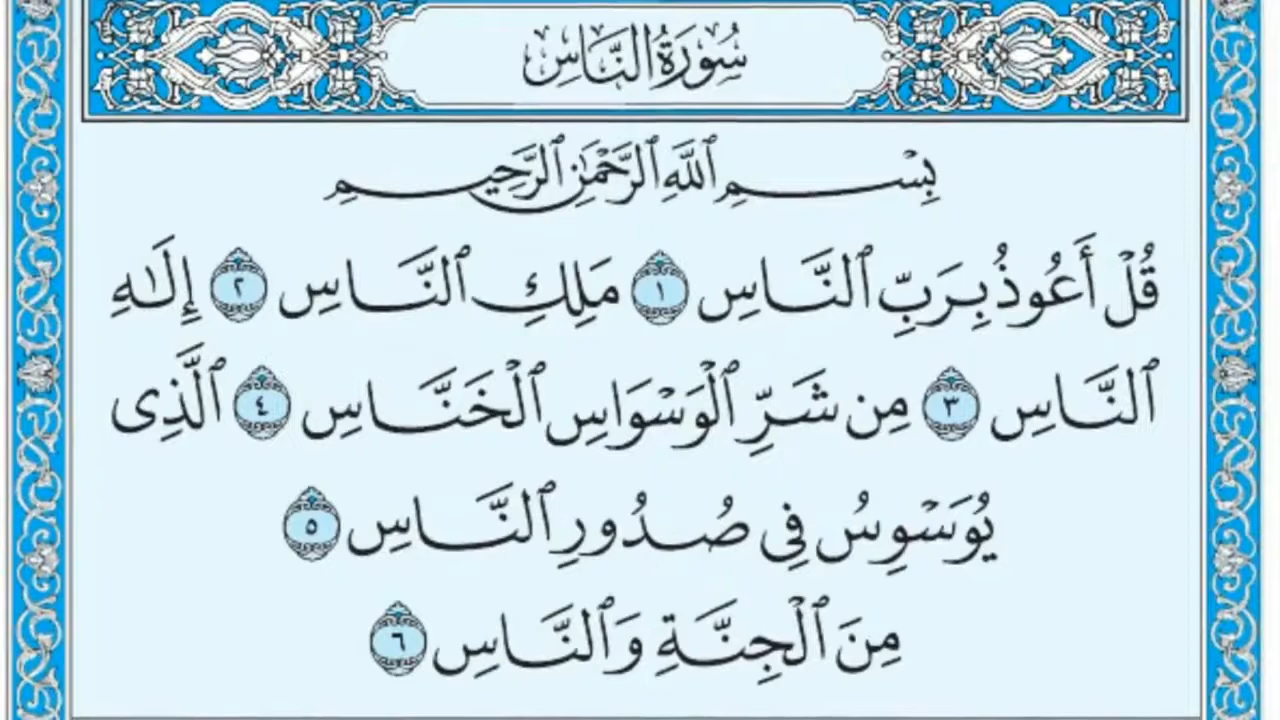 سُورَةُ النَّاسِ
بِسْمِ ٱللَّهِ ٱلرَّحْمَٰنِ ٱلرَّحِيمِ
قُلْ أَعُوذُ بِرَبِّ ٱلنَّاسِ ١ مَلِكِ ٱلنَّاسِ ٢ إِلَٰهِ
ٱلنَّاسِ ٣ مِن شَرِّ ٱلْوَسْوَاسِ ٱلْخَنَّاسِ ٤ ٱلَّذِى
يُوَسْوِسُ فِى صُدُورِ ٱلنَّاسِ ٥
مِنَ ٱلْجِنَّةِ وَٱلنَّاسِ ٦